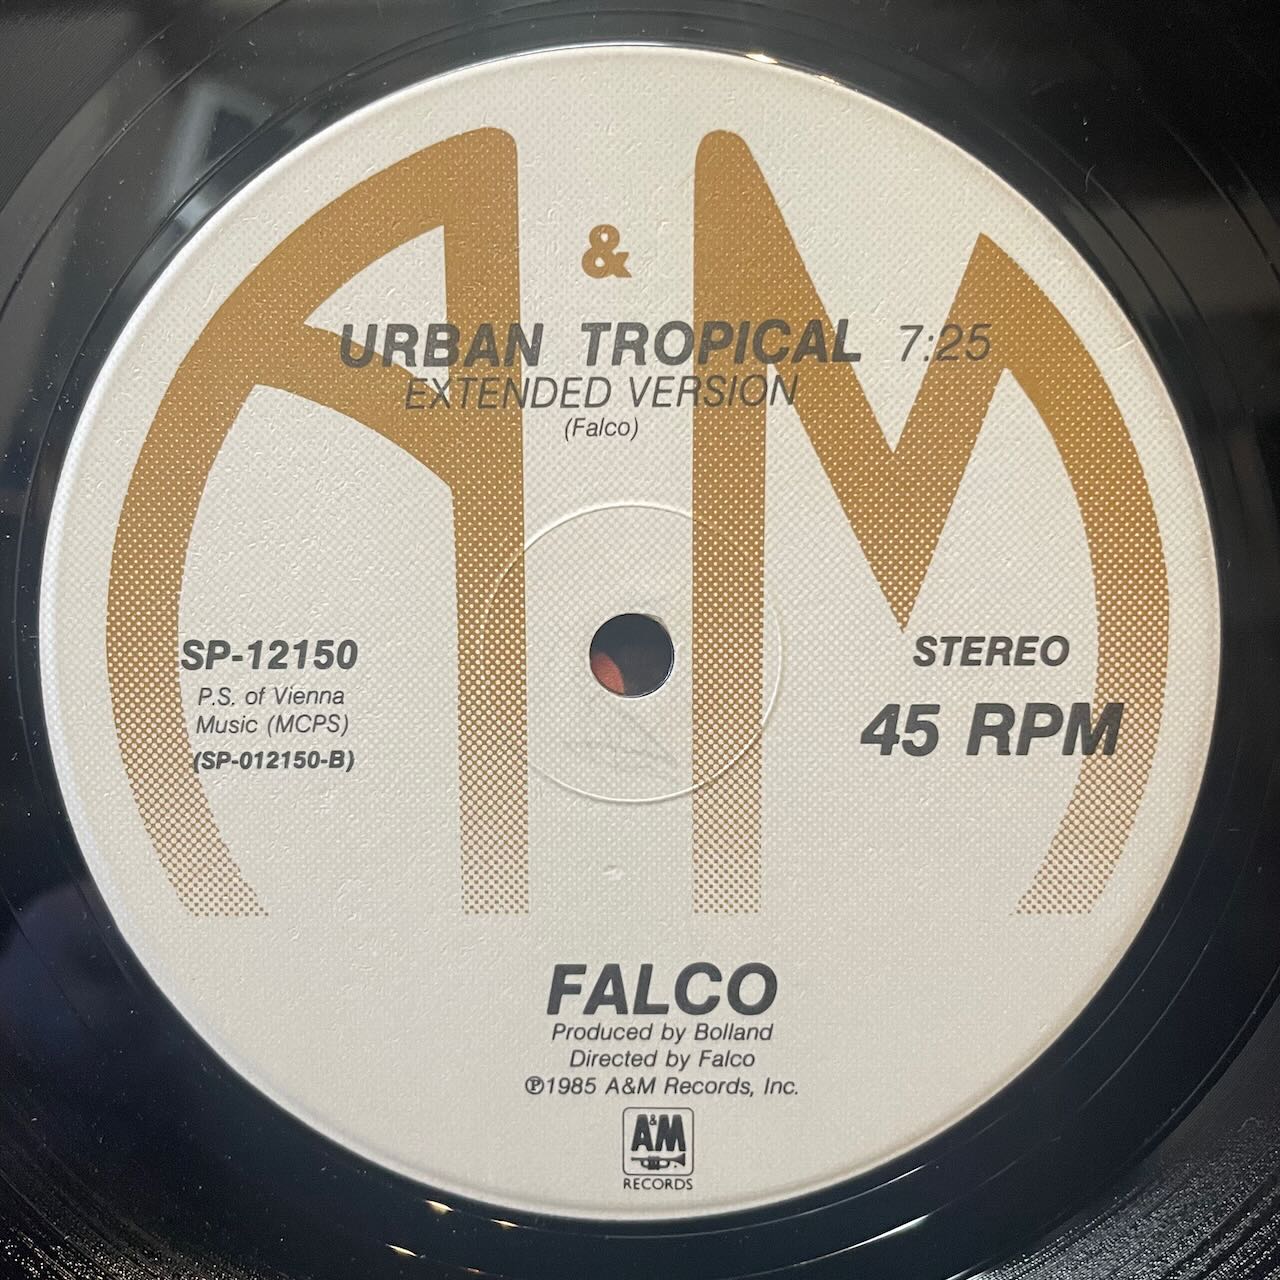 A & M
URBAN TROPICAL 7:25
EXTENDED VERSION
(Falco)
SP-12150
P.S. of Vienna
Music (MCPS)
(SP-012150-B)
STEREO
45 RPM
FALCO
Produced by Bolland
Directed by Falco
℗1985 A&M Records, Inc.
A&M
RECORDS